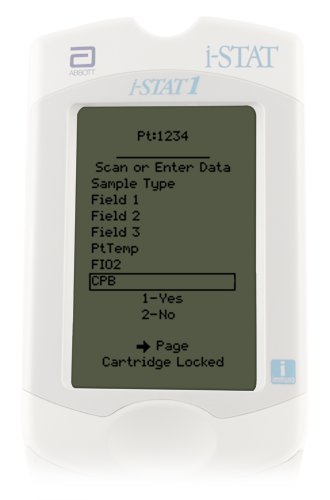 ABBOTT
i-STAT
i-STAT 1
Pt:1234
Scan or Enter Data
Sample Type
Field 1
Field 2
Field 3
PtTemp
FIO2
CPB
1-Yes
2-No
→ Page
Cartridge Locked
i